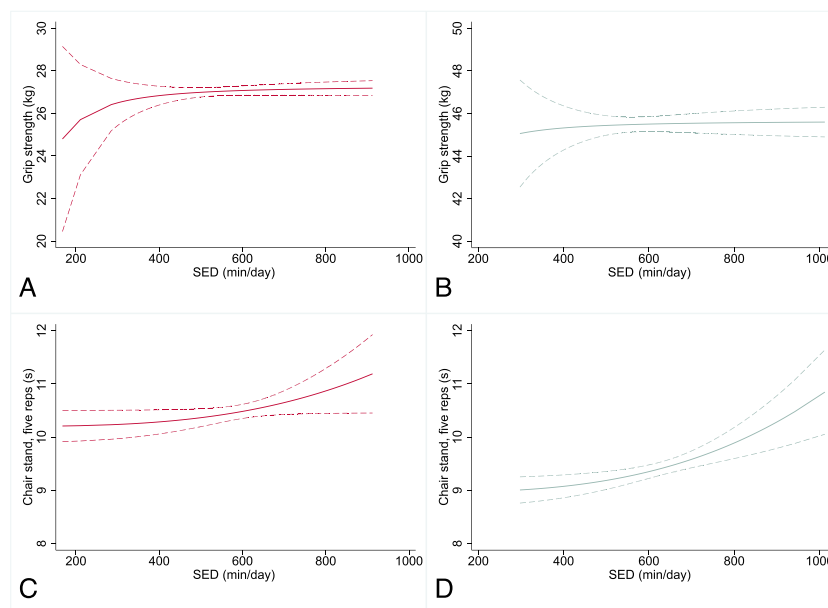 Grip strength (kg)
30
28
26
24
22
20
200 400 600 800 1000
SED (min/day)
A
Grip strength (kg)
50
48
46
44
42
40
200 400 600 800 1000
SED (min/day)
B
Chair stand, five reps (s)
12
11
10
9
8
200 400 600 800 1000
SED (min/day)
C
Chair stand, five reps (s)
12
11
10
9
8
200 400 600 800 1000
SED (min/day)
D